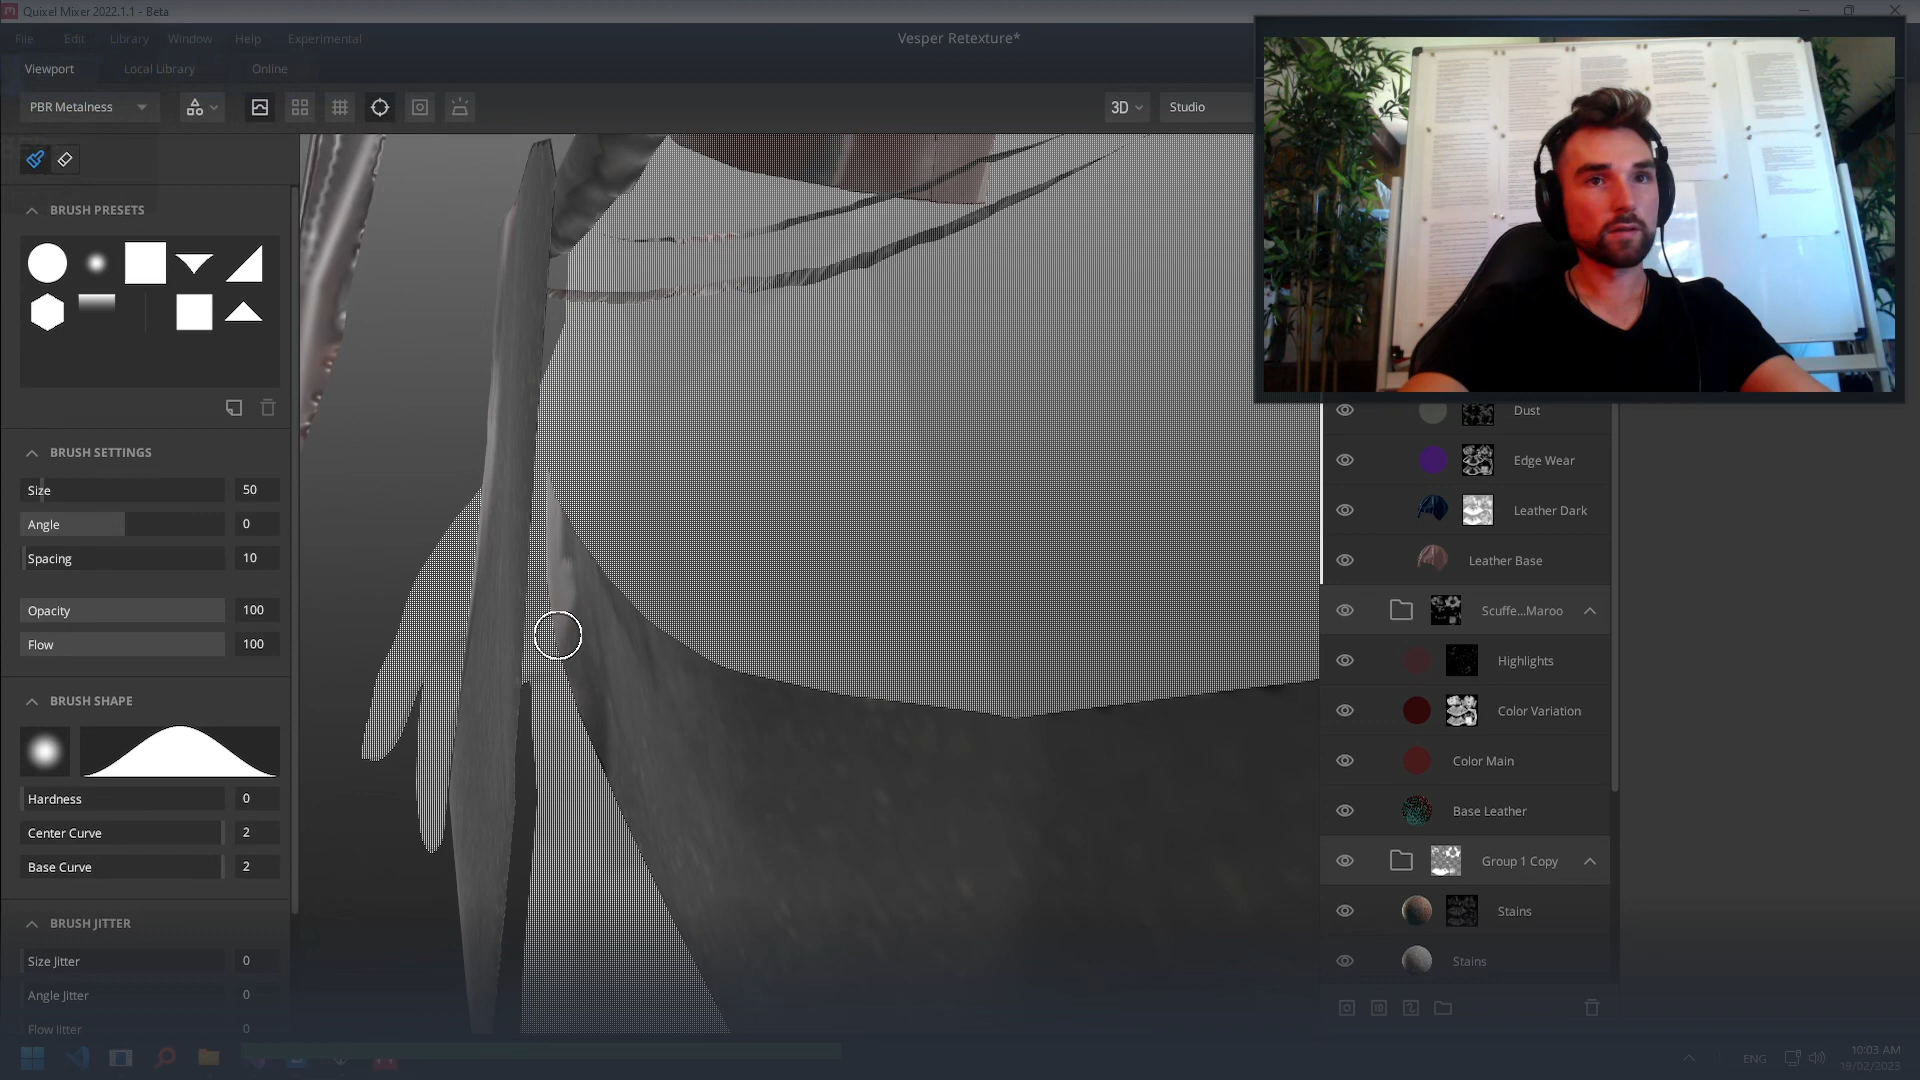 Quixel Mixer 2022.1.1 - Beta
File Edit Library Window Help Experimental
Vesper Retexture*
Viewport Local Library Online
PBR Metalness
3D Studio
BRUSH PRESETS
BRUSH SETTINGS
Size 50
Angle 0
Spacing 10
Opacity 100
Flow 100
BRUSH SHAPE
Hardness 0
Center Curve 2
Base Curve 2
BRUSH JITTER
Size Jitter 0
Angle Jitter 0
Flow Jitter 0
Dust
Edge Wear
Leather Dark
Leather Base
Scuffe...Maroo
Highlights
Color Variation
Color Main
Base Leather
Group 1 Copy
Stains
Stains
ENG
10:03 AM
19/02/2023